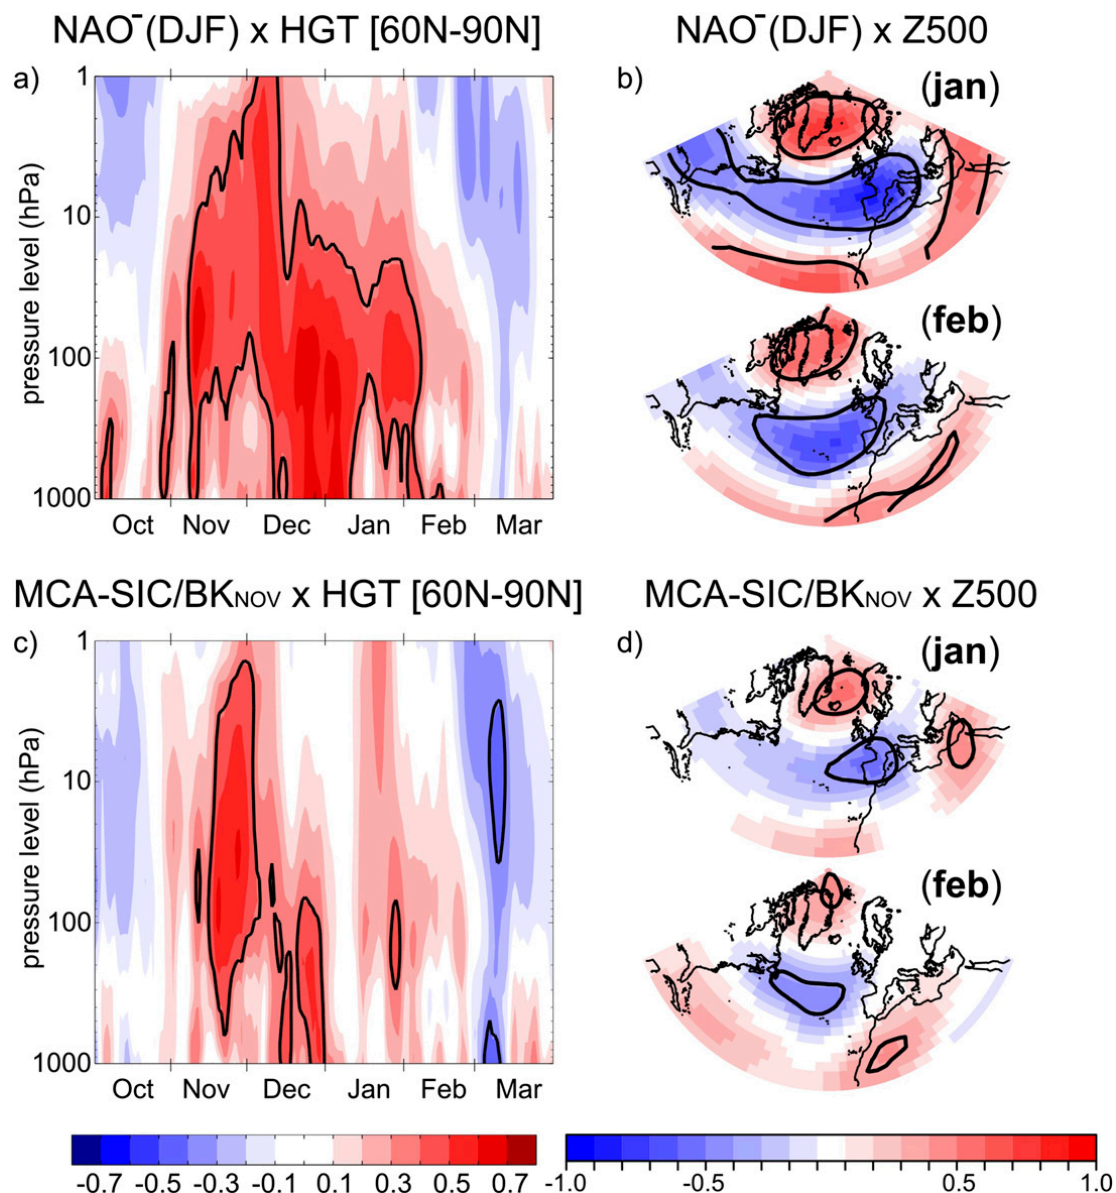 NAO⁻(DJF) x HGT [60N-90N]
NAO⁻(DJF) x Z500
a)
1
10
100
1000
pressure level (hPa)
Oct Nov Dec Jan Feb Mar
b)
(jan)
(feb)
MCA-SIC/BKNOV x HGT [60N-90N]
MCA-SIC/BKNOV x Z500
c)
1
10
100
1000
pressure level (hPa)
Oct Nov Dec Jan Feb Mar
d)
(jan)
(feb)
-0.7 -0.5 -0.3 -0.1 0.1 0.3 0.5 0.7
-1.0 -0.5 0.5 1.0